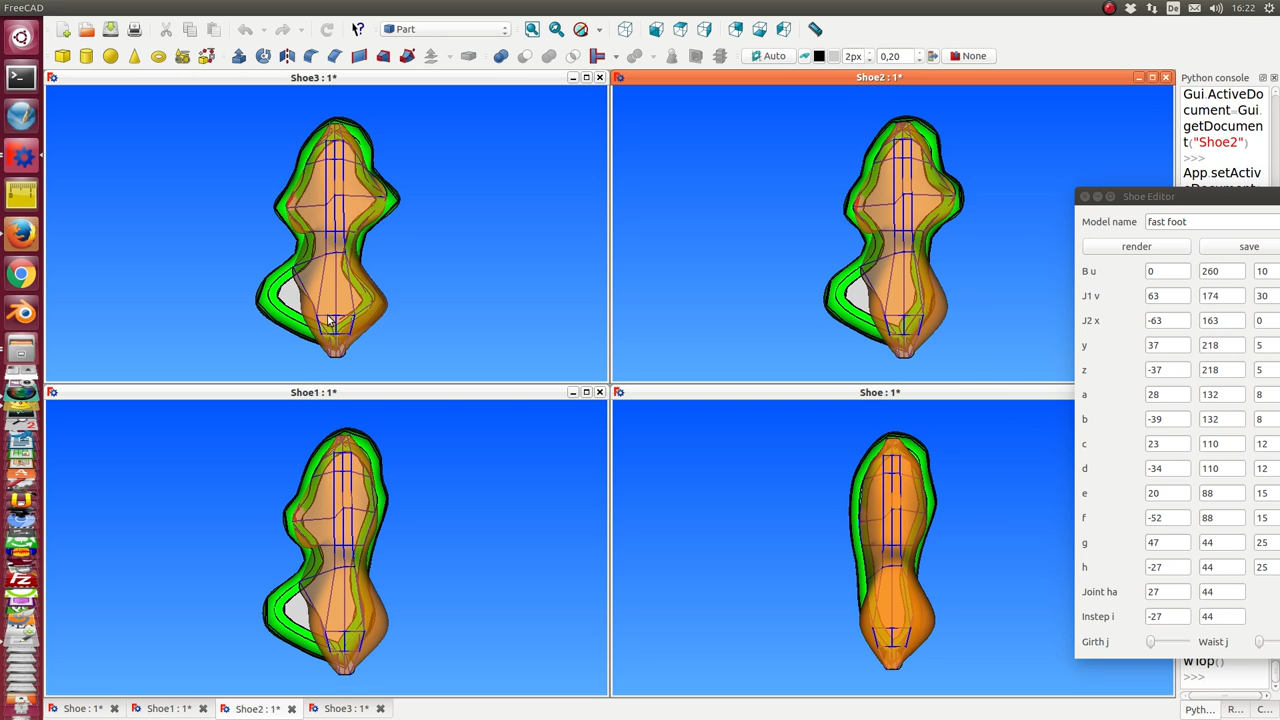 FreeCAD
De
16:22
Part
Auto
2px
0,20
None
Shoe3 : 1*
Shoe2 : 1*
Python console
Gui ActiveDo
cument=Gui.
getDocumen
t("Shoe2")
>>>
App.setActiv
Shoe Editor
Model name
fast foot
render
save
B u 0 260 10
J1 v 63 174 30
J2 x -63 163 0
y 37 218 5
z -37 218 5
a 28 132 8
Shoe1 : 1*
Shoe : 1*
b -39 132 8
c 23 110 12
d -34 110 12
e 20 88 15
f -52 88 15
g 47 44 25
h -27 44 25
Joint ha 27 44
Instep i -27 44
Girth j Waist j
>>>
Shoe : 1*
Shoe1 : 1*
Shoe2 : 1*
Shoe3 : 1*
Pyth...
R...
C...